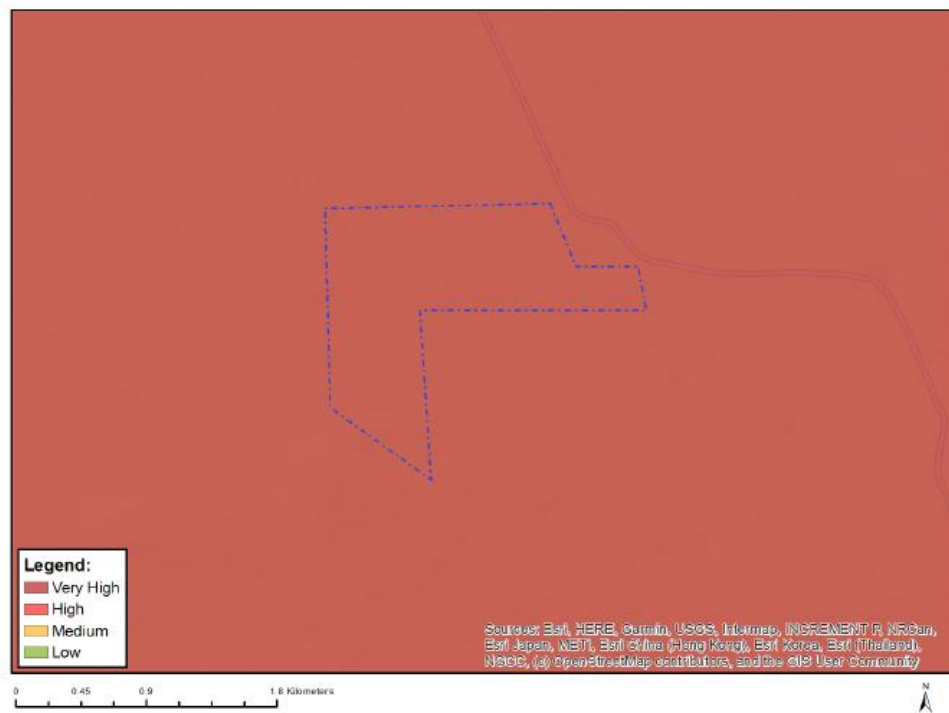 Legend:
Very High
High
Medium
Low
Sources: Esri, HERE, Garmin, USGS, Intermap, INCREMENT P, NRCan,
Esri Japan, METI, Esri China (Hong Kong), Esri Korea, Esri (Thailand),
NGCC, (c) OpenStreetMap contributors, and the GIS User Community
0 0.45 0.9 1.8 Kilometers
N